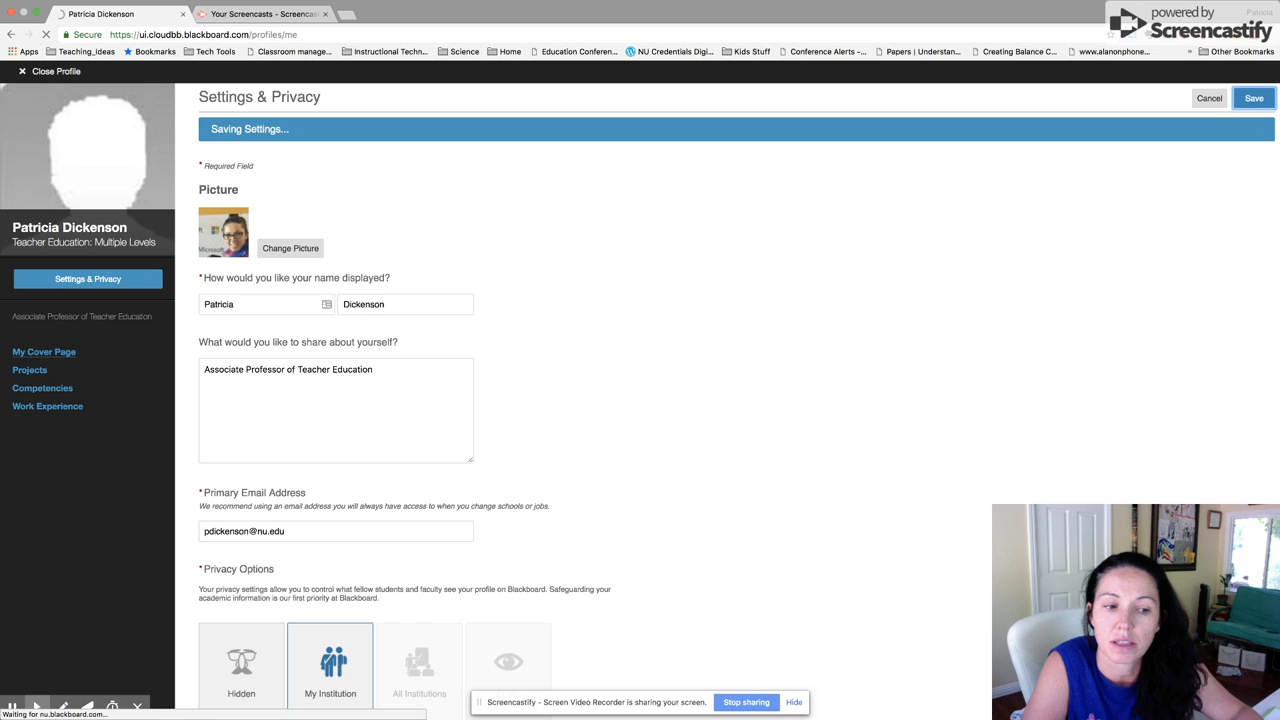 Patricia Dickenson
Your Screencasts - Screencas
Patricia
Secure https://ui.cloudbb.blackboard.com/profiles/me
powered by
Screencastify
Apps Teaching_Ideas Bookmarks Tech Tools Classroom manage... Instructional Techn... Science Home Education Conferen... NU Credentials Digi... Kids Stuff Conference Alerts -... Papers | Understan... Creating Balance C... www.alanonphone... » Other Bookmarks
Close Profile
Settings & Privacy
Cancel Save
Saving Settings...
* Required Field
Picture
Microsoft
Change Picture
Patricia Dickenson
Teacher Education: Multiple Levels
Settings & Privacy
Associate Professor of Teacher Education
My Cover Page
Projects
Competencies
Work Experience
* How would you like your name displayed?
Patricia Dickenson
What would you like to share about yourself?
Associate Professor of Teacher Education
* Primary Email Address
We recommend using an email address you will always have access to when you change schools or jobs.
pdickenson@nu.edu
* Privacy Options
Your privacy settings allow you to control what fellow students and faculty see your profile on Blackboard. Safeguarding your
academic information is our first priority at Blackboard.
Hidden My Institution All Institutions
Screencastify - Screen Video Recorder is sharing your screen. Stop sharing Hide
Waiting for nu.blackboard.com...